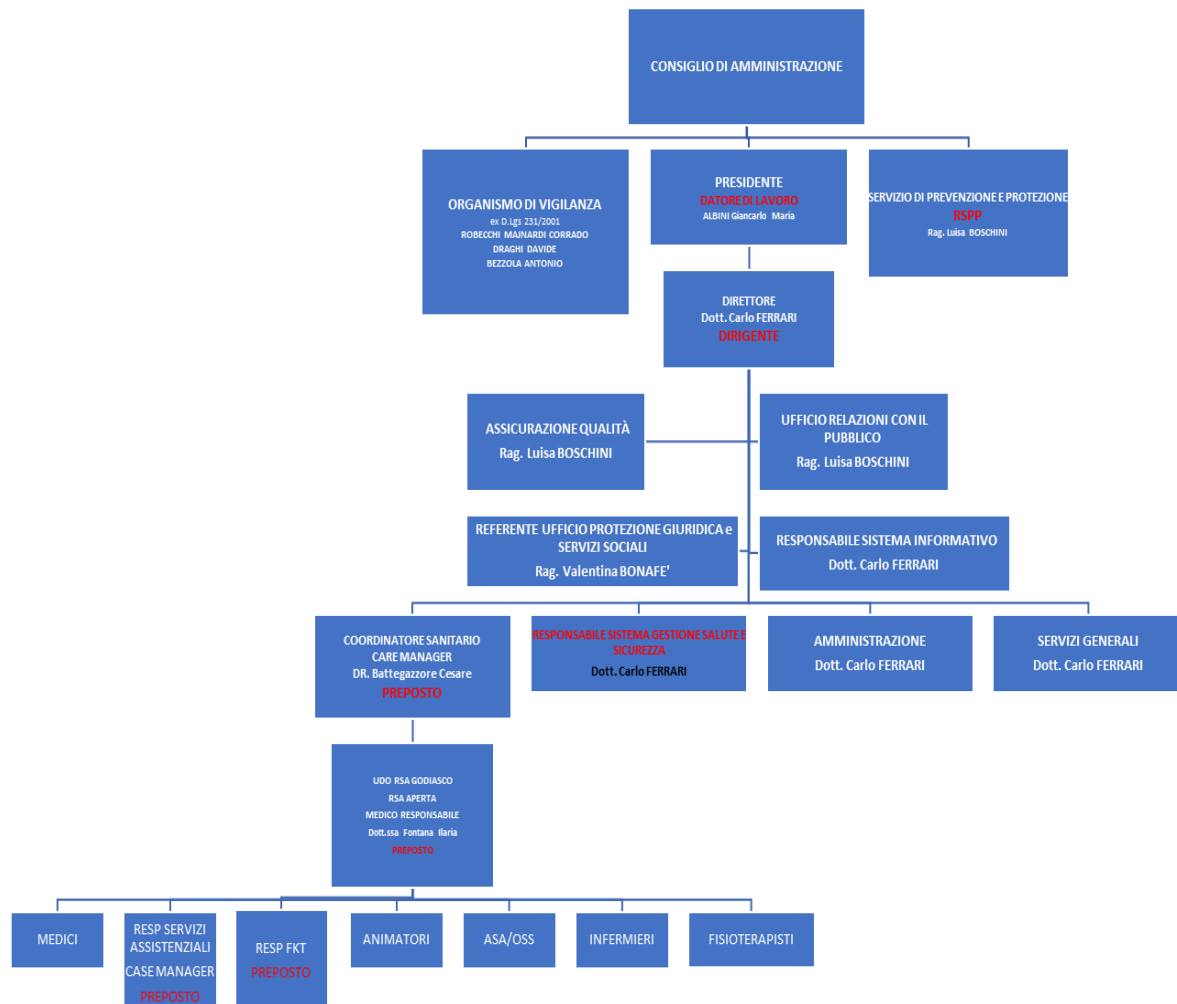 CONSIGLIO DI AMMINISTRAZIONE
ORGANISMO DI VIGILANZA
ex D.Lgs 231/2001
ROBECCHI MAINARDI CORRADO
DRAGHI DAVIDE
BEZZOLA ANTONIO
PRESIDENTE
DATORE DI LAVORO
ALBINI Giancarlo Maria
SERVIZIO DI PREVENZIONE E PROTEZIONE
RSPP
Rag. Luisa BOSCHINI
DIRETTORE
Dott. Carlo FERRARI
DIRIGENTE
ASSICURAZIONE QUALITÀ
Rag. Luisa BOSCHINI
UFFICIO RELAZIONI CON IL
PUBBLICO
Rag. Luisa BOSCHINI
REFERENTE UFFICIO PROTEZIONE GIURIDICA e
SERVIZI SOCIALI
Rag. Valentina BONAFE'
RESPONSABILE SISTEMA INFORMATIVO
Dott. Carlo FERRARI
COORDINATORE SANITARIO
CARE MANAGER
DR. Battegazzore Cesare
PREPOSTO
RESPONSABILE SISTEMA GESTIONE SALUTE E
SICUREZZA
Dott. Carlo FERRARI
AMMINISTRAZIONE
Dott. Carlo FERRARI
SERVIZI GENERALI
Dott. Carlo FERRARI
UDO RSA GODIASCO
RSA APERTA
MEDICO RESPONSABILE
Dott.ssa Fontana Ilaria
PREPOSTO
MEDICI
RESP SERVIZI
ASSISTENZIALI
CASE MANAGER
PREPOSTO
RESP FKT
PREPOSTO
ANIMATORI
ASA/OSS
INFERMIERI
FISIOTERAPISTI